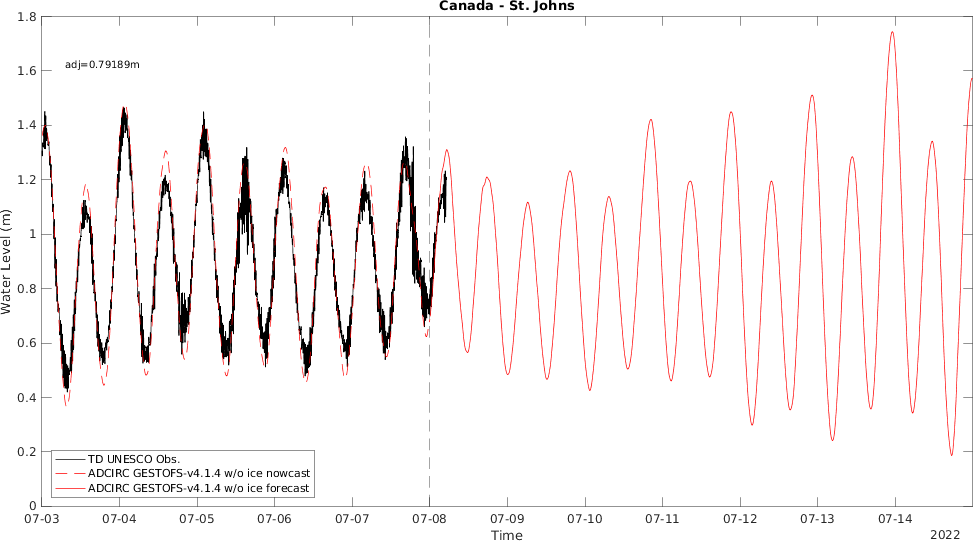 Canada - St. Johns
adj=0.79189m
1.8
1.6
1.4
1.2
1
0.8
0.6
0.4
0.2
0
Water Level (m)
TD UNESCO Obs.
ADCIRC GESTOFS-v4.1.4 w/o ice nowcast
ADCIRC GESTOFS-v4.1.4 w/o ice forecast
07-03 07-04 07-05 07-06 07-07 07-08 07-09 07-10 07-11 07-12 07-13 07-14
Time
2022